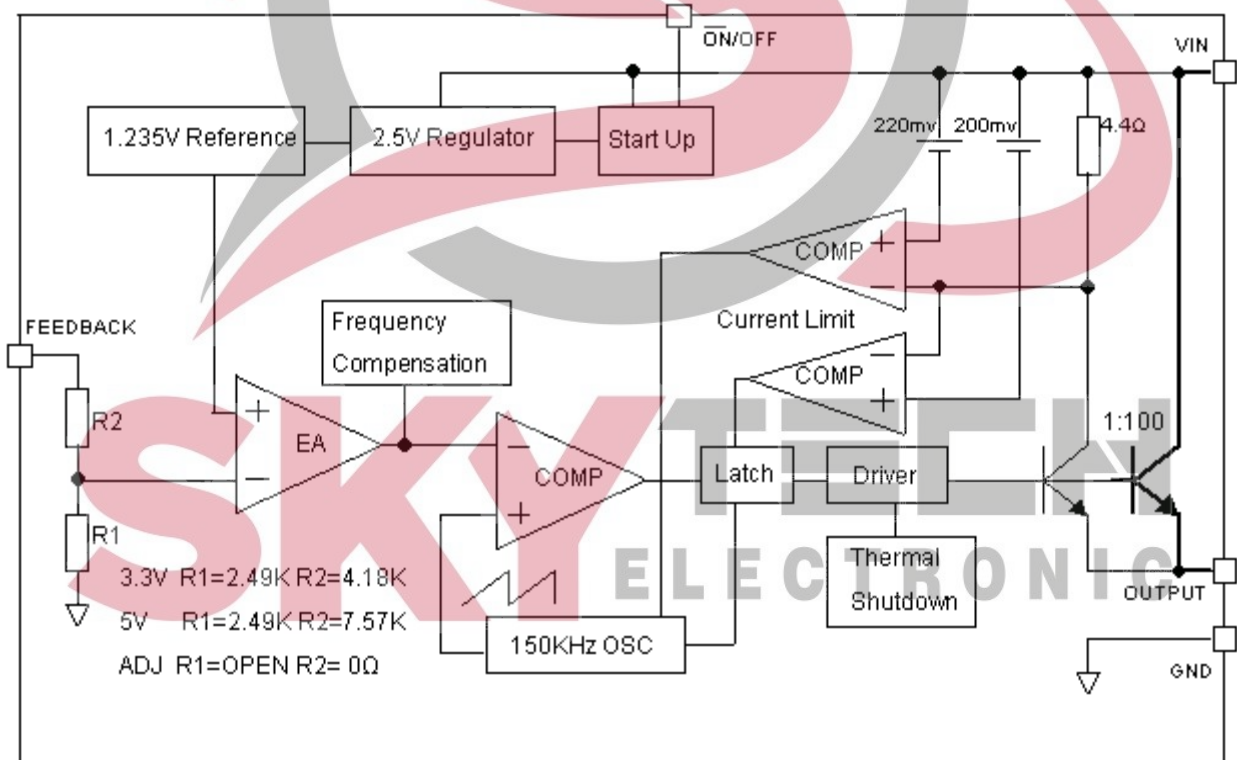 ON/OFF
VIN
1.235V Reference
2.5V Regulator
Start Up
220mv
200mv
4.4Ω
COMP
+
−
Current Limit
FEEDBACK
Frequency
Compensation
−
COMP
+
R2
+
EA
−
−
COMP
+
1:100
Latch
Driver
R1
Thermal
Shutdown
3.3V R1=2.49K R2=4.18K
5V R1=2.49K R2=7.57K
ADJ R1=OPEN R2= 0Ω
150KHz OSC
OUTPUT
GND
SKYTECH
ELECTRONIC